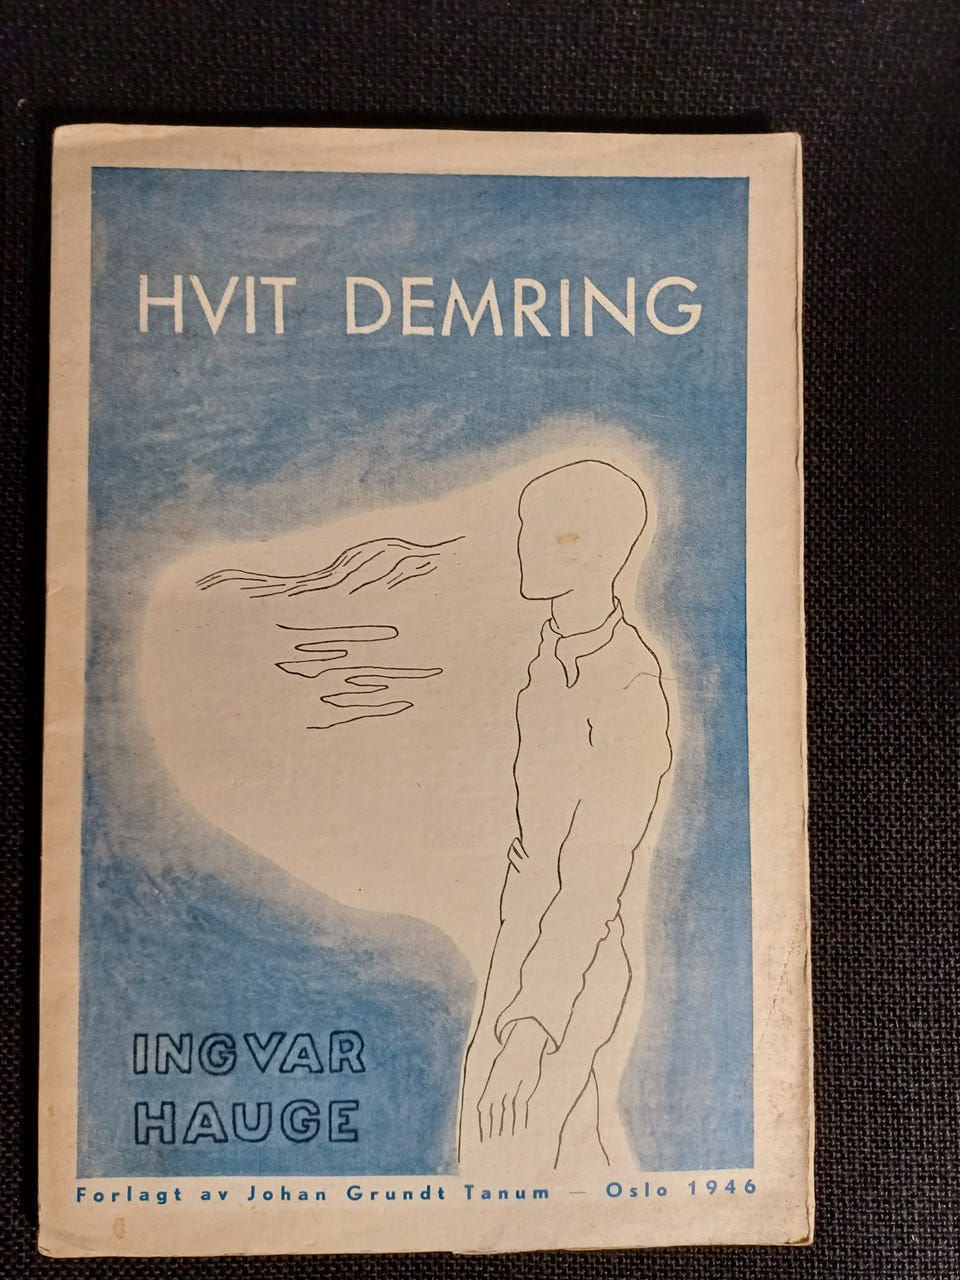 HVIT DEMRING
INGVAR
HAUGE
Forlagt av Johan Grundt Tanum — Oslo 1946